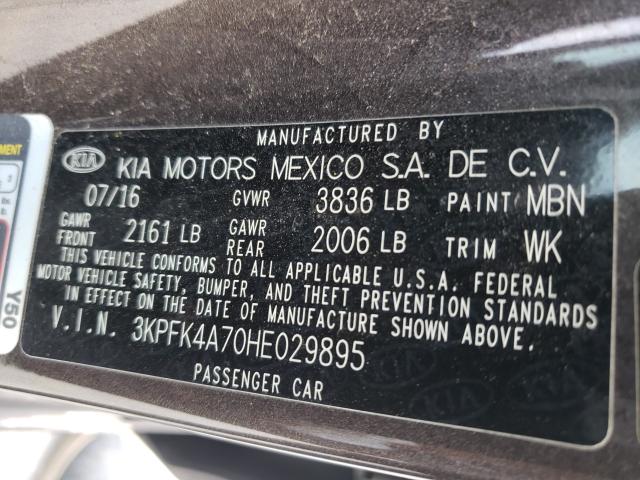 MANUFACTURED BY
KIA KIA MOTORS MEXICO S.A. DE C.V.
07/16 GVWR 3836 LB PAINT MBN
GAWR FRONT 2161 LB GAWR REAR 2006 LB TRIM WK
THIS VEHICLE CONFORMS TO ALL APPLICABLE U.S.A. FEDERAL
MOTOR VEHICLE SAFETY, BUMPER, AND THEFT PREVENTION STANDARDS
IN EFFECT ON THE DATE OF MANUFACTURE SHOWN ABOVE.
V.I.N. 3KPFK4A70HE029895
PASSENGER CAR
Y50